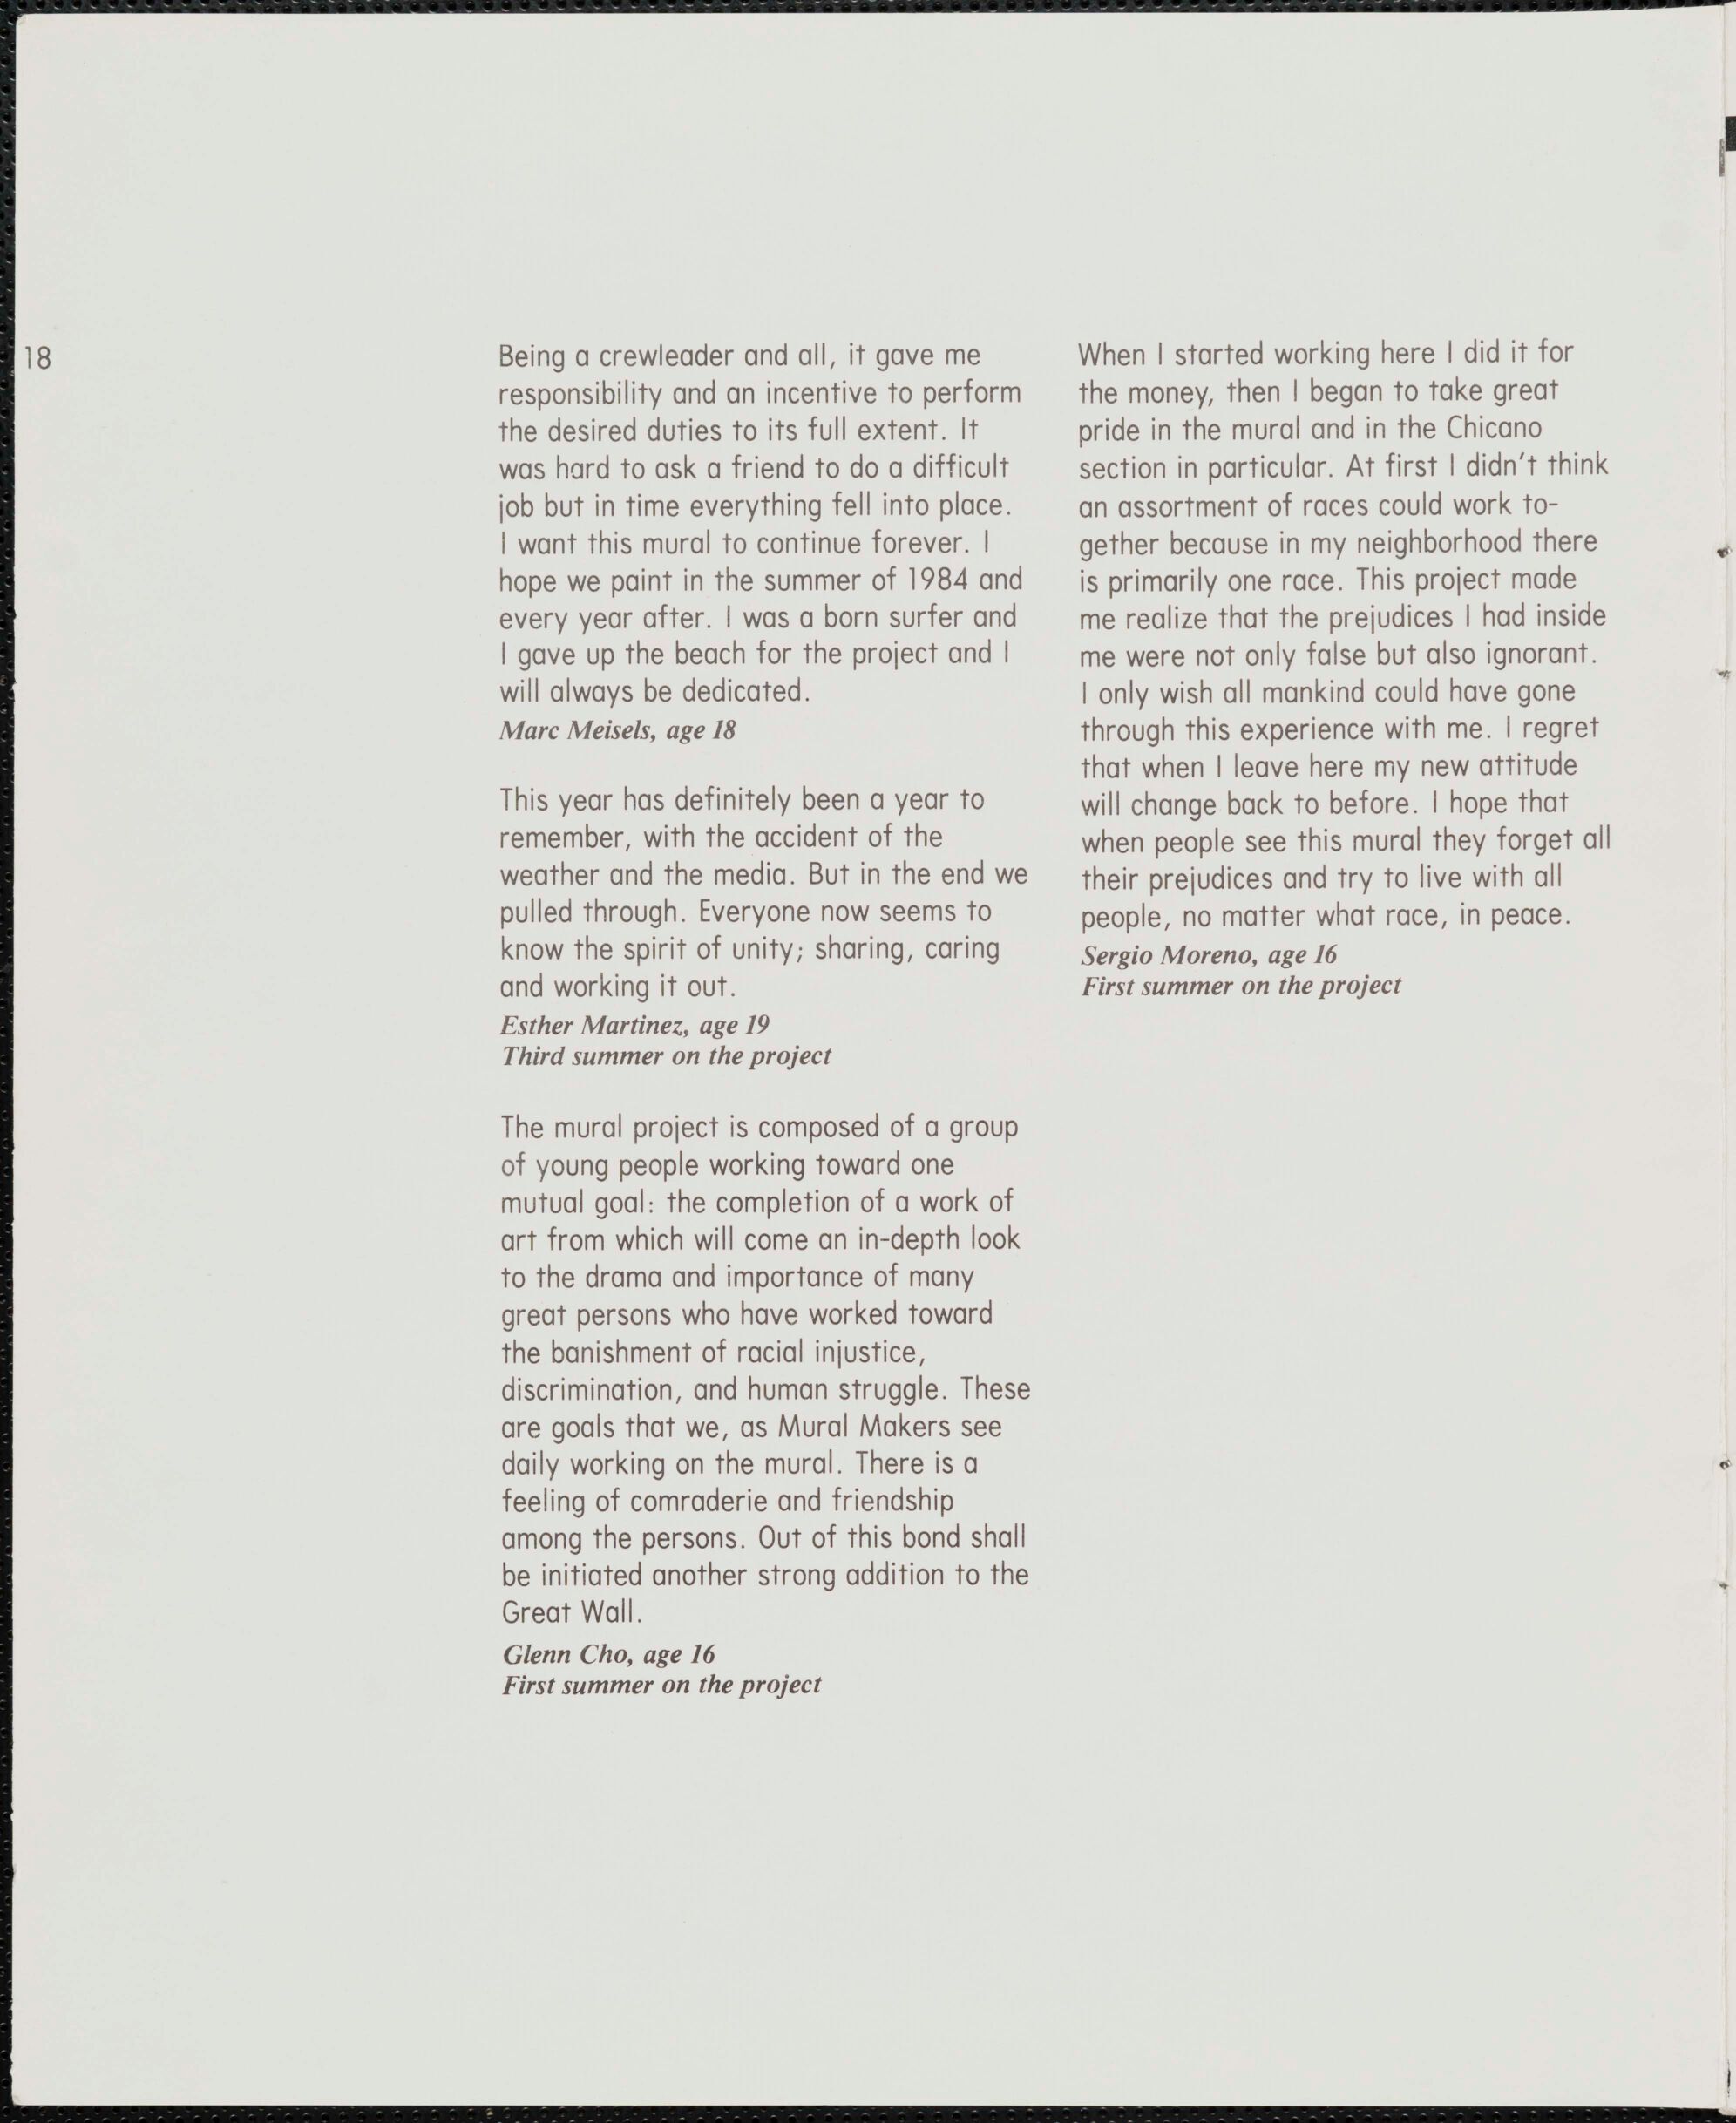 18
Being a crewleader and all, it gave me
responsibility and an incentive to perform
the desired duties to its full extent. It
was hard to ask a friend to do a difficult
job but in time everything fell into place.
I want this mural to continue forever. I
hope we paint in the summer of 1984 and
every year after. I was a born surfer and
I gave up the beach for the project and I
will always be dedicated.
Marc Meisels, age 18
This year has definitely been a year to
remember, with the accident of the
weather and the media. But in the end we
pulled through. Everyone now seems to
know the spirit of unity; sharing, caring
and working it out.
Esther Martinez, age 19
Third summer on the project
The mural project is composed of a group
of young people working toward one
mutual goal: the completion of a work of
art from which will come an in-depth look
to the drama and importance of many
great persons who have worked toward
the banishment of racial injustice,
discrimination, and human struggle. These
are goals that we, as Mural Makers see
daily working on the mural. There is a
feeling of comraderie and friendship
among the persons. Out of this bond shall
be initiated another strong addition to the
Great Wall.
Glenn Cho, age 16
First summer on the project
When I started working here I did it for
the money, then I began to take great
pride in the mural and in the Chicano
section in particular. At first I didn't think
an assortment of races could work to-
gether because in my neighborhood there
is primarily one race. This project made
me realize that the prejudices I had inside
me were not only false but also ignorant.
I only wish all mankind could have gone
through this experience with me. I regret
that when I leave here my new attitude
will change back to before. I hope that
when people see this mural they forget all
their prejudices and try to live with all
people, no matter what race, in peace.
Sergio Moreno, age 16
First summer on the project